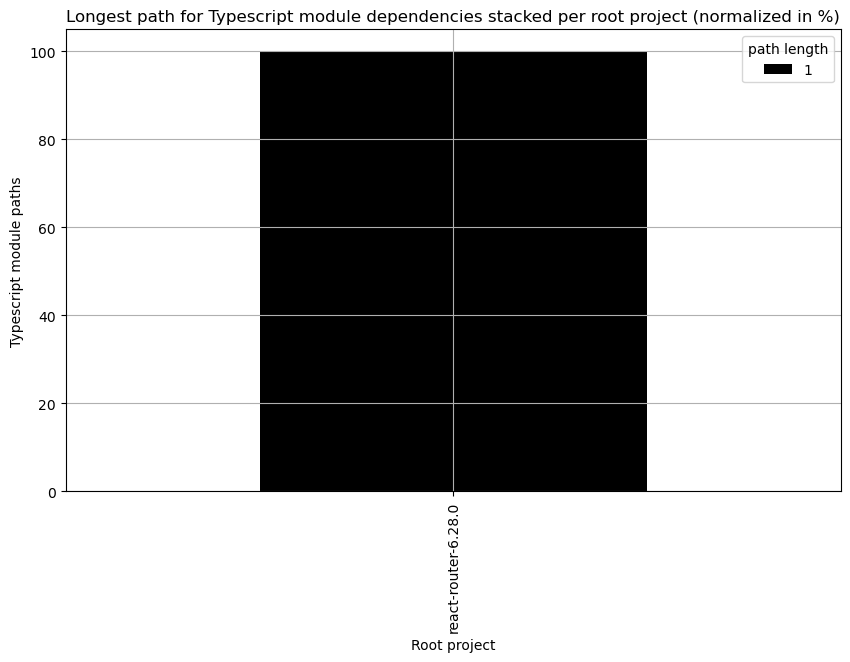 Longest path for Typescript module dependencies stacked per root project (normalized in %)
path length
1
100
80
60
40
20
0
Typescript module paths
react-router-6.28.0
Root project